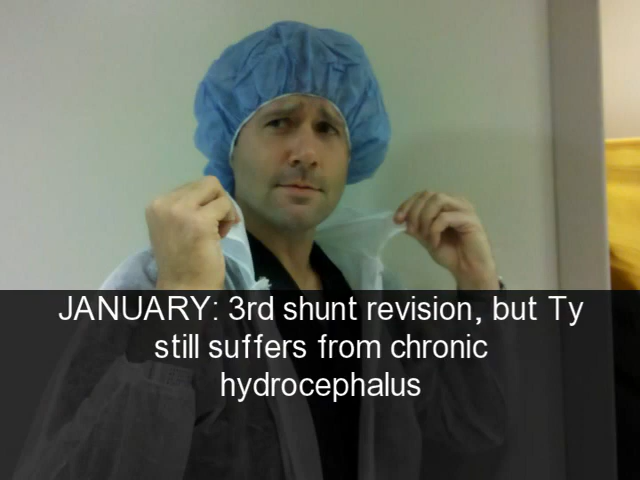 JANUARY: 3rd shunt revision, but Ty
still suffers from chronic
hydrocephalus